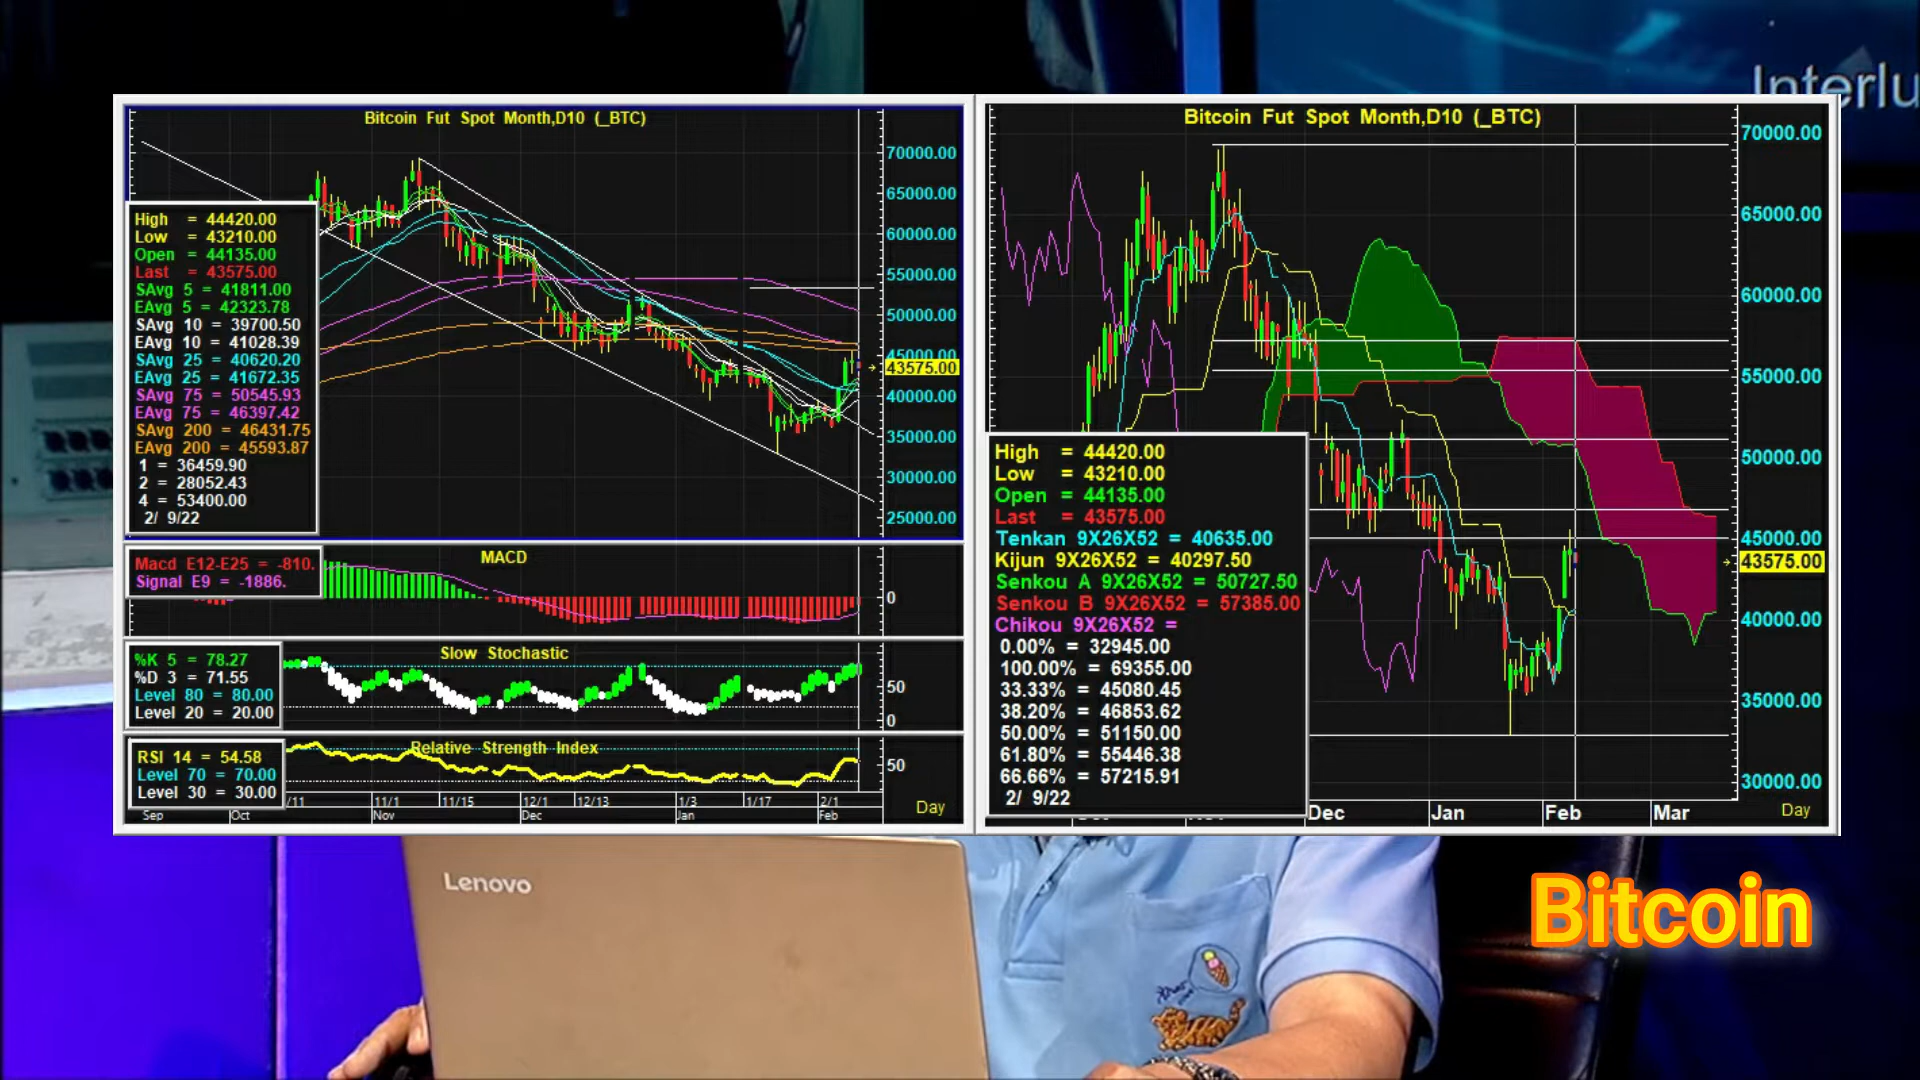 Interlu
Bitcoin Fut Spot Month,D10 (_BTC)
70000.00
65000.00
60000.00
55000.00
50000.00
45000.00
43575.00
40000.00
35000.00
30000.00
25000.00
High = 44420.00
Low = 43210.00
Open = 44135.00
Last = 43575.00
SAvg 5 = 41811.00
EAvg 5 = 42323.78
SAvg 10 = 39700.50
EAvg 10 = 41028.39
SAvg 25 = 40620.20
EAvg 25 = 41672.35
SAvg 75 = 50545.93
EAvg 75 = 46397.42
SAvg 200 = 46431.75
EAvg 200 = 45593.87
1 = 36459.90
2 = 28052.43
4 = 53400.00
2/ 9/22
MACD
Macd E12-E25 = -810.
Signal E9 = -1886.
0
Slow Stochastic
%K 5 = 78.27
%D 3 = 71.55
Level 80 = 80.00
Level 20 = 20.00
50
0
Relative Strength Index
RSI 14 = 54.58
Level 70 = 70.00
Level 30 = 30.00
50
/11 11/1 11/15 12/1 12/13 1/3 1/17 2/1
Sep Oct Nov Dec Jan Feb
Day
Bitcoin Fut Spot Month,D10 (_BTC)
70000.00
65000.00
60000.00
55000.00
50000.00
45000.00
43575.00
40000.00
35000.00
30000.00
High = 44420.00
Low = 43210.00
Open = 44135.00
Last = 43575.00
Tenkan 9X26X52 = 40635.00
Kijun 9X26X52 = 40297.50
Senkou A 9X26X52 = 50727.50
Senkou B 9X26X52 = 57385.00
Chikou 9X26X52 =
0.00% = 32945.00
100.00% = 69355.00
33.33% = 45080.45
38.20% = 46853.62
50.00% = 51150.00
61.80% = 55446.38
66.66% = 57215.91
2/ 9/22
Dec Jan Feb Mar
Day
Lenovo
Bitcoin